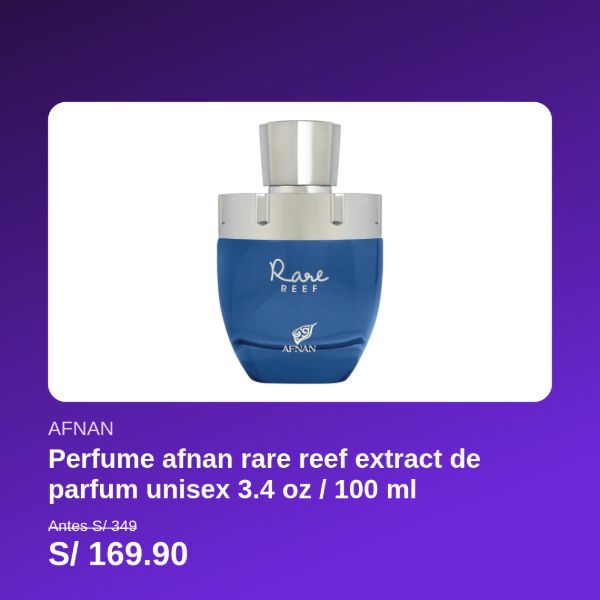 Rare
REEF
AFNAN
AFNAN
Perfume afnan rare reef extract de
parfum unisex 3.4 oz / 100 ml
Antes S/ 349
S/ 169.90